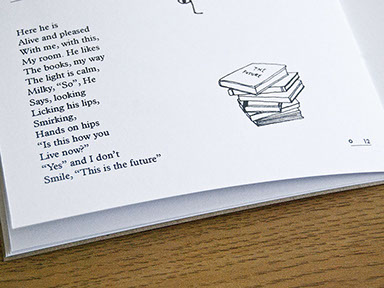 Here he is
Alive and pleased
With me, with this,
My room. He likes
The books, my way
The light is calm,
Milky, “So”, He
Says, looking
Licking his lips,
Smirking,
Hands on hips
“Is this how you
Live now?”
“Yes” and I don’t
Smile, “This is the future”
THE FUTURE
0 12